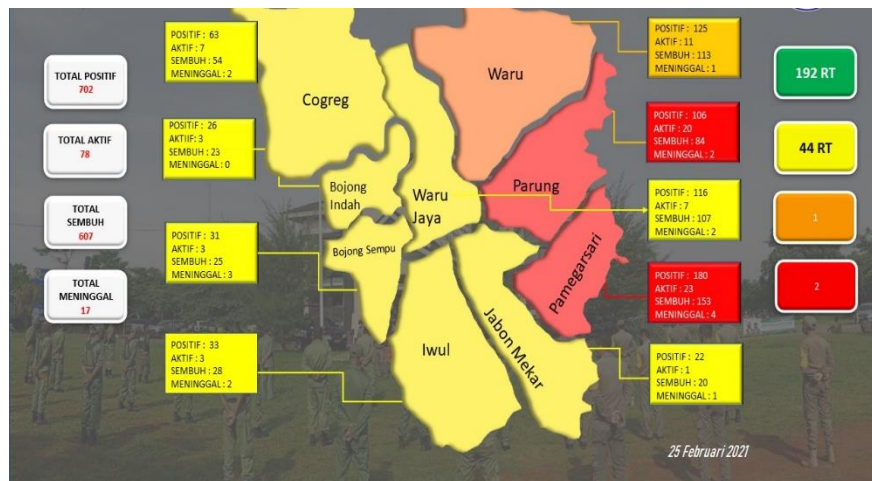 TOTAL POSITIF
702
TOTAL AKTIF
78
TOTAL
SEMBUH
607
TOTAL
MENINGGAL
17
POSITIF : 63
AKTIF : 7
SEMBUH : 54
MENINGGAL : 2
POSITIF : 26
AKTIIF : 3
SEMBUH : 23
MENINGGAL : 0
POSITIF : 31
AKTIF : 3
SEMBUH : 25
MENINGGAL : 3
POSITIF : 33
AKTIF : 3
SEMBUH : 28
MENINGGAL : 2
Cogreg
Waru
Bojong
Indah
Waru
Jaya
Parung
Bojong Sempu
Pamegarsari
Iwul
Jabon Mekar
POSITIF : 125
AKTIF : 11
SEMBUH : 113
MENINGGAL : 1
POSITIF : 106
AKTIF : 20
SEMBUH : 84
MENINGGAL : 2
POSITIF : 116
AKTIF : 7
SEMBUH : 107
MENINGGAL : 2
POSITIF : 180
AKTIF : 23
SEMBUH : 153
MENINGGAL : 4
POSITIF : 22
AKTIF : 1
SEMBUH : 20
MENINGGAL : 1
192 RT
44 RT
1
2
25 Februari 2021